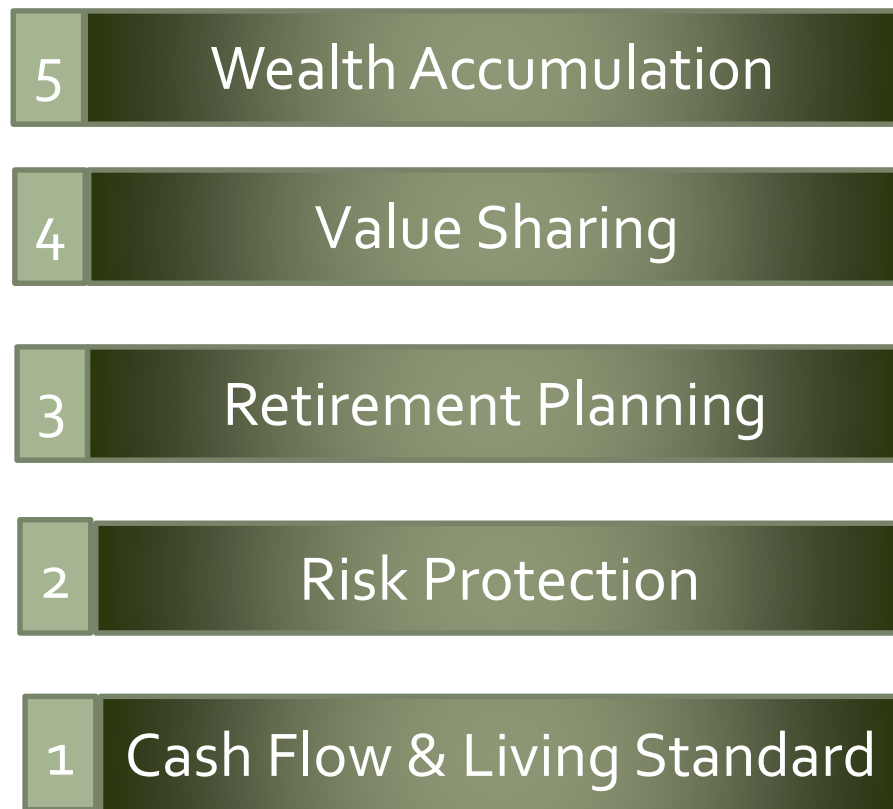 5 Wealth Accumulation
4 Value Sharing
3 Retirement Planning
2 Risk Protection
1 Cash Flow & Living Standard